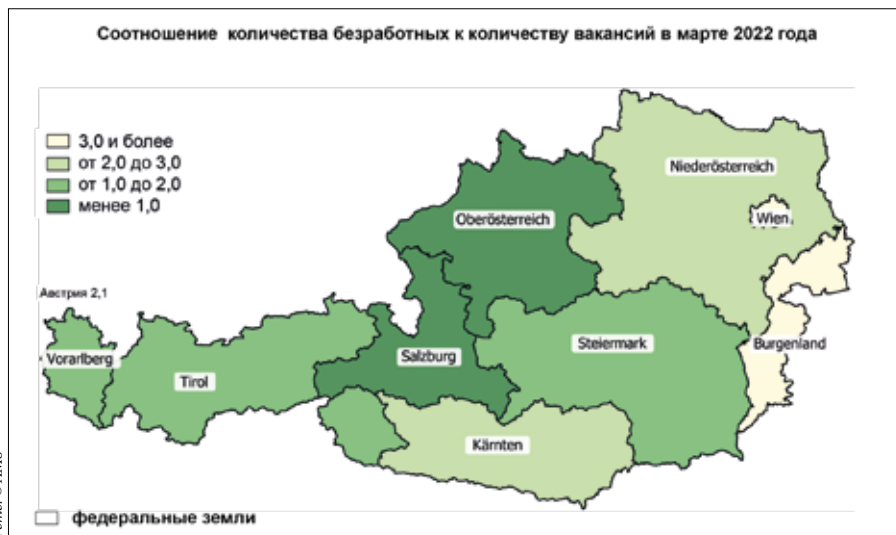 Соотношение количества безработных к количеству вакансий в марте 2022 года
3,0 и более
от 2,0 до 3,0
от 1,0 до 2,0
менее 1,0
Niederösterreich
Wien
Oberösterreich
Австрия 2,1
Vorarlberg
Tirol
Salzburg
Steiermark
Burgenland
Kärnten
федеральные земли